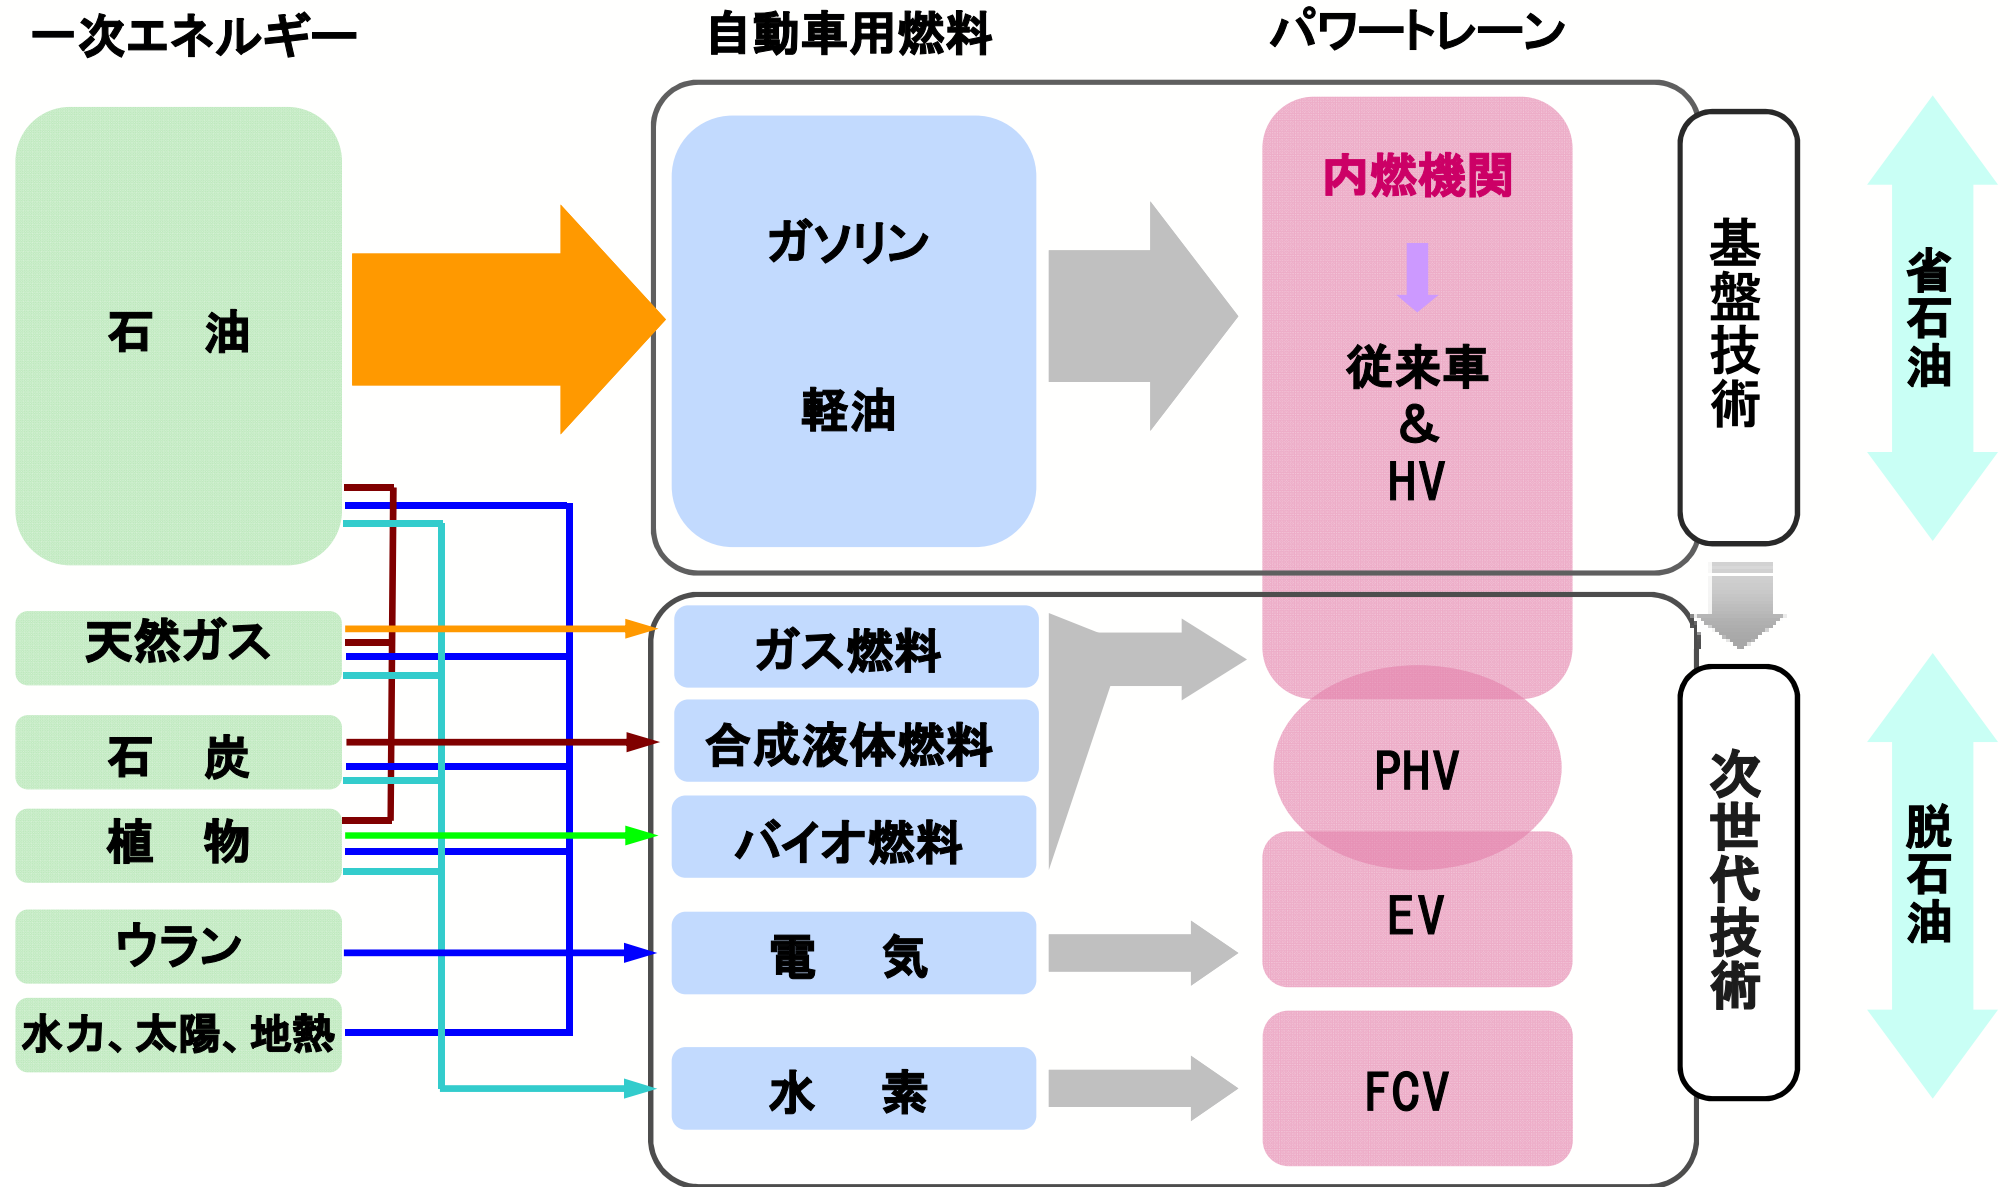 一次エネルギー
自動車用燃料
パワートレーン
石 油
天然ガス
石 炭
植 物
ウラン
水力、太陽、地熱
ガソリン
軽油
ガス燃料
合成液体燃料
バイオ燃料
電 気
水 素
内燃機関
従来車
&
HV
PHV
EV
FCV
基盤技術
次世代技術
省石油
脱石油